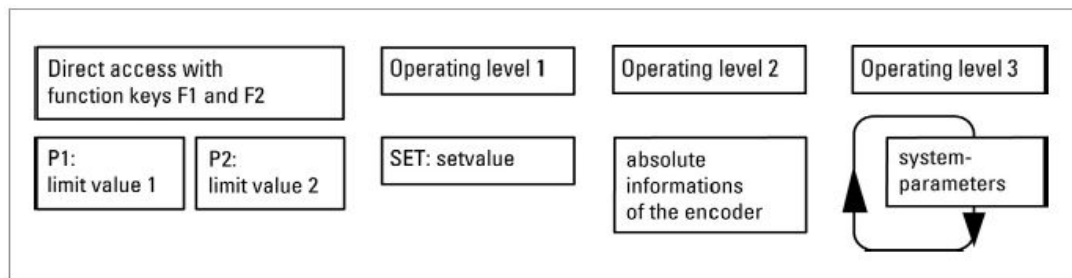 Direct access with
function keys F1 and F2
Operating level 1
Operating level 2
Operating level 3
P1:
limit value 1
P2:
limit value 2
SET: setvalue
absolute
informations
of the encoder
system-
parameters